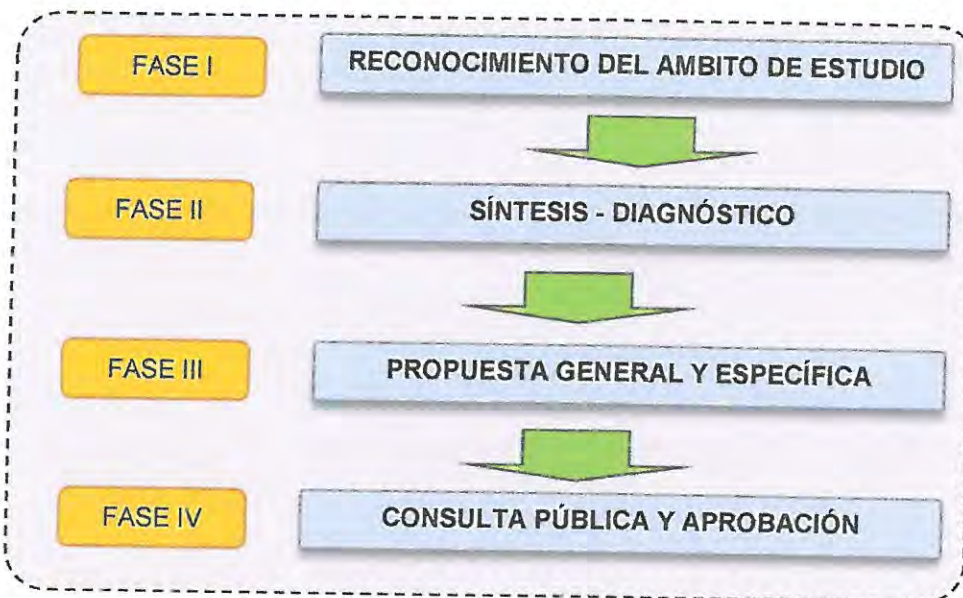 FASE I
RECONOCIMIENTO DEL AMBITO DE ESTUDIO
FASE II
SÍNTESIS - DIAGNÓSTICO
FASE III
PROPUESTA GENERAL Y ESPECÍFICA
FASE IV
CONSULTA PÚBLICA Y APROBACIÓN